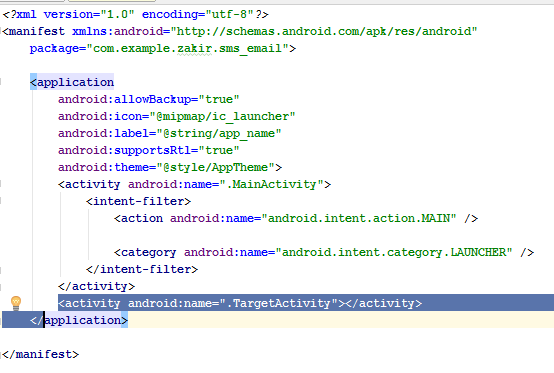 <?xml version="1.0" encoding="utf-8"?>
<manifest xmlns:android="http://schemas.android.com/apk/res/android"
package="com.example.zakir.sms_email">
<application
android:allowBackup="true"
android:icon="@mipmap/ic_launcher"
android:label="@string/app_name"
android:supportsRtl="true"
android:theme="@style/AppTheme">
<activity android:name=".MainActivity">
<intent-filter>
<action android:name="android.intent.action.MAIN" />
<category android:name="android.intent.category.LAUNCHER" />
</intent-filter>
</activity>
<activity android:name=".TargetActivity"></activity>
</application>
</manifest>